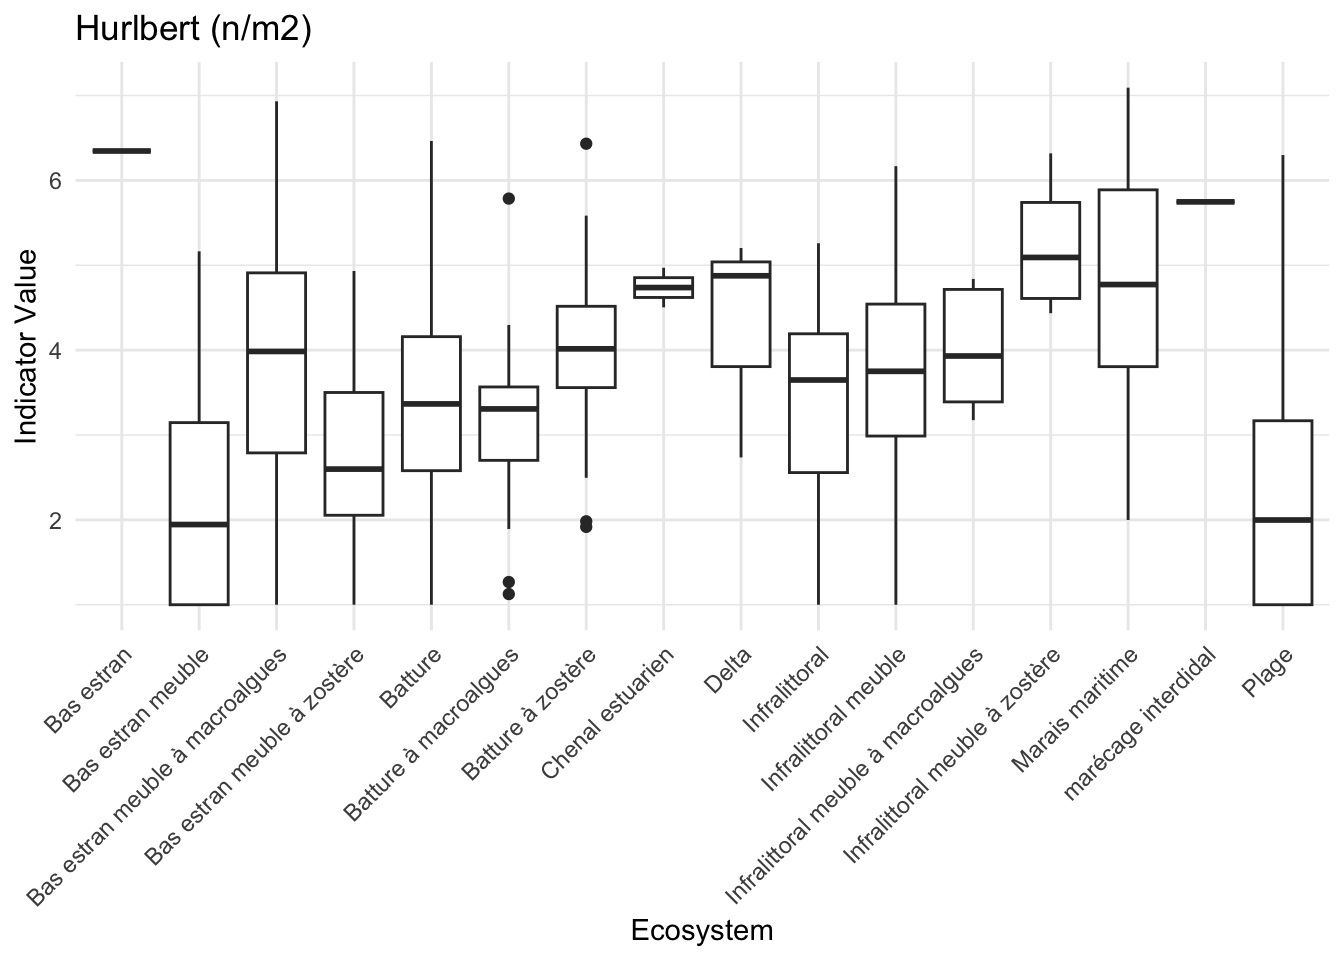 Hurlbert (n/m2)
Indicator Value
6
4
2
Bas estran
Bas estran meuble
Bas estran meuble à macroalgues
Bas estran meuble à zostère
Batture
Batture à macroalgues
Batture à zostère
Chenal estuarien
Delta
Infralittoral
Infralittoral meuble
Infralittoral meuble à macroalgues
Infralittoral meuble à zostère
Marais maritime
marécage interdidal
Plage
Ecosystem